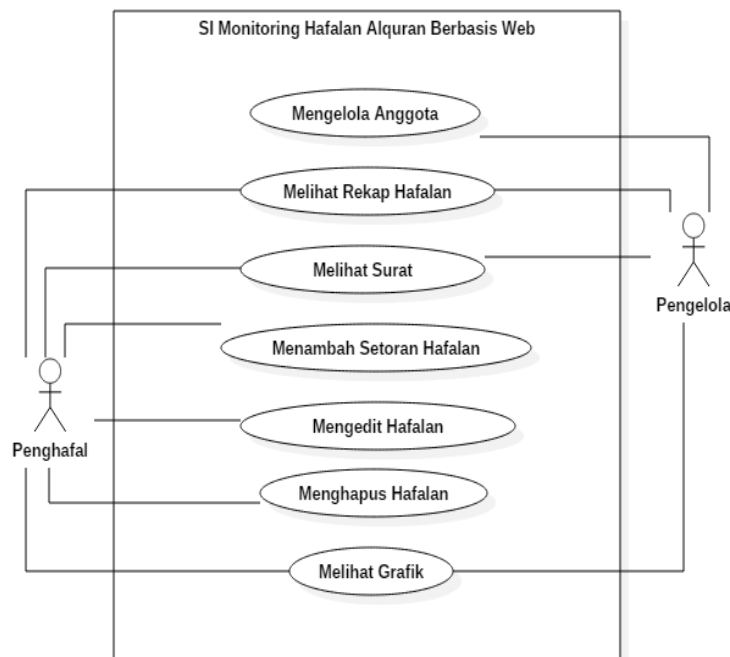 SI Monitoring Hafalan Alquran Berbasis Web
Mengelola Anggota
Melihat Rekap Hafalan
Melihat Surat
Pengelola
Menambah Setoran Hafalan
Mengedit Hafalan
Penghafal
Menghapus Hafalan
Melihat Grafik